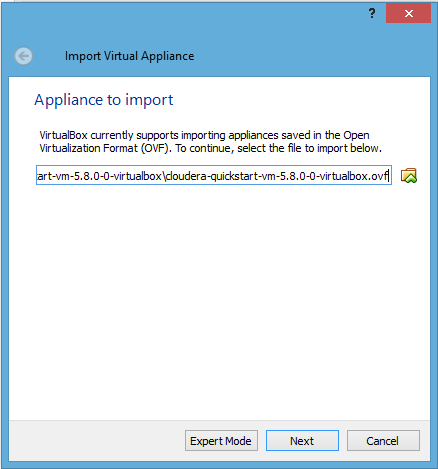 ?
Import Virtual Appliance
Appliance to import
VirtualBox currently supports importing appliances saved in the Open
Virtualization Format (OVF). To continue, select the file to import below.
art-vm-5.8.0-0-virtualbox\cloudera-quickstart-vm-5.8.0-0-virtualbox.ovf
Expert Mode Next Cancel